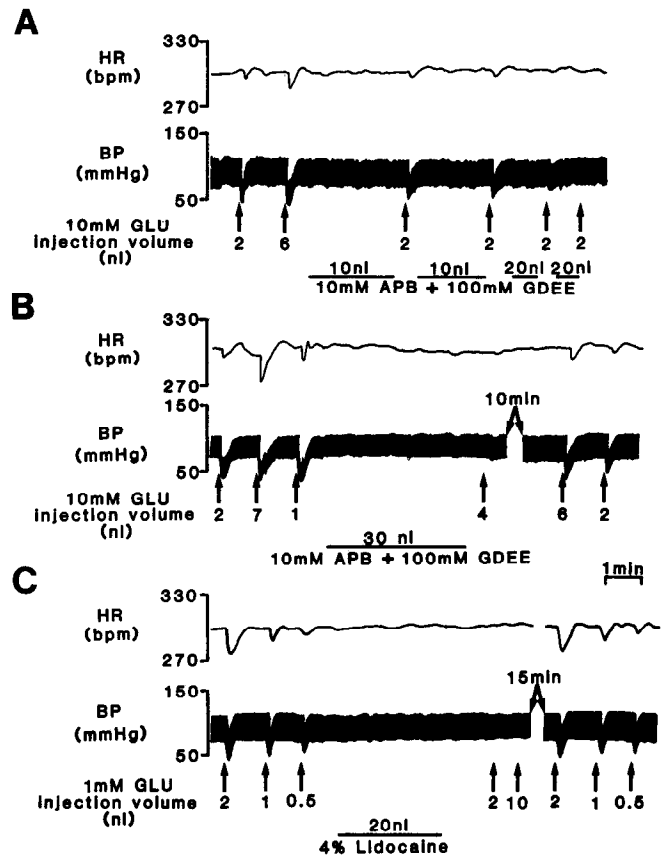 A
HR
(bpm)
330
270
BP
(mmHg)
150
50
10mM GLU
injection volume
(nl)
2 6 2 2 2 2
10nl 10nl 20nl 20nl
10mM APB + 100mM GDEE
B
HR
(bpm)
330
270
BP
(mmHg)
150
50
10min
10mM GLU
injection volume
(nl)
2 7 1 4 6 2
30 nl
10mM APB + 100mM GDEE
C
1min
HR
(bpm)
330
270
BP
(mmHg)
150
50
15min
1mM GLU
injection volume
(nl)
2 1 0.5 2 10 2 1 0.5
20nl
4% Lidocaine